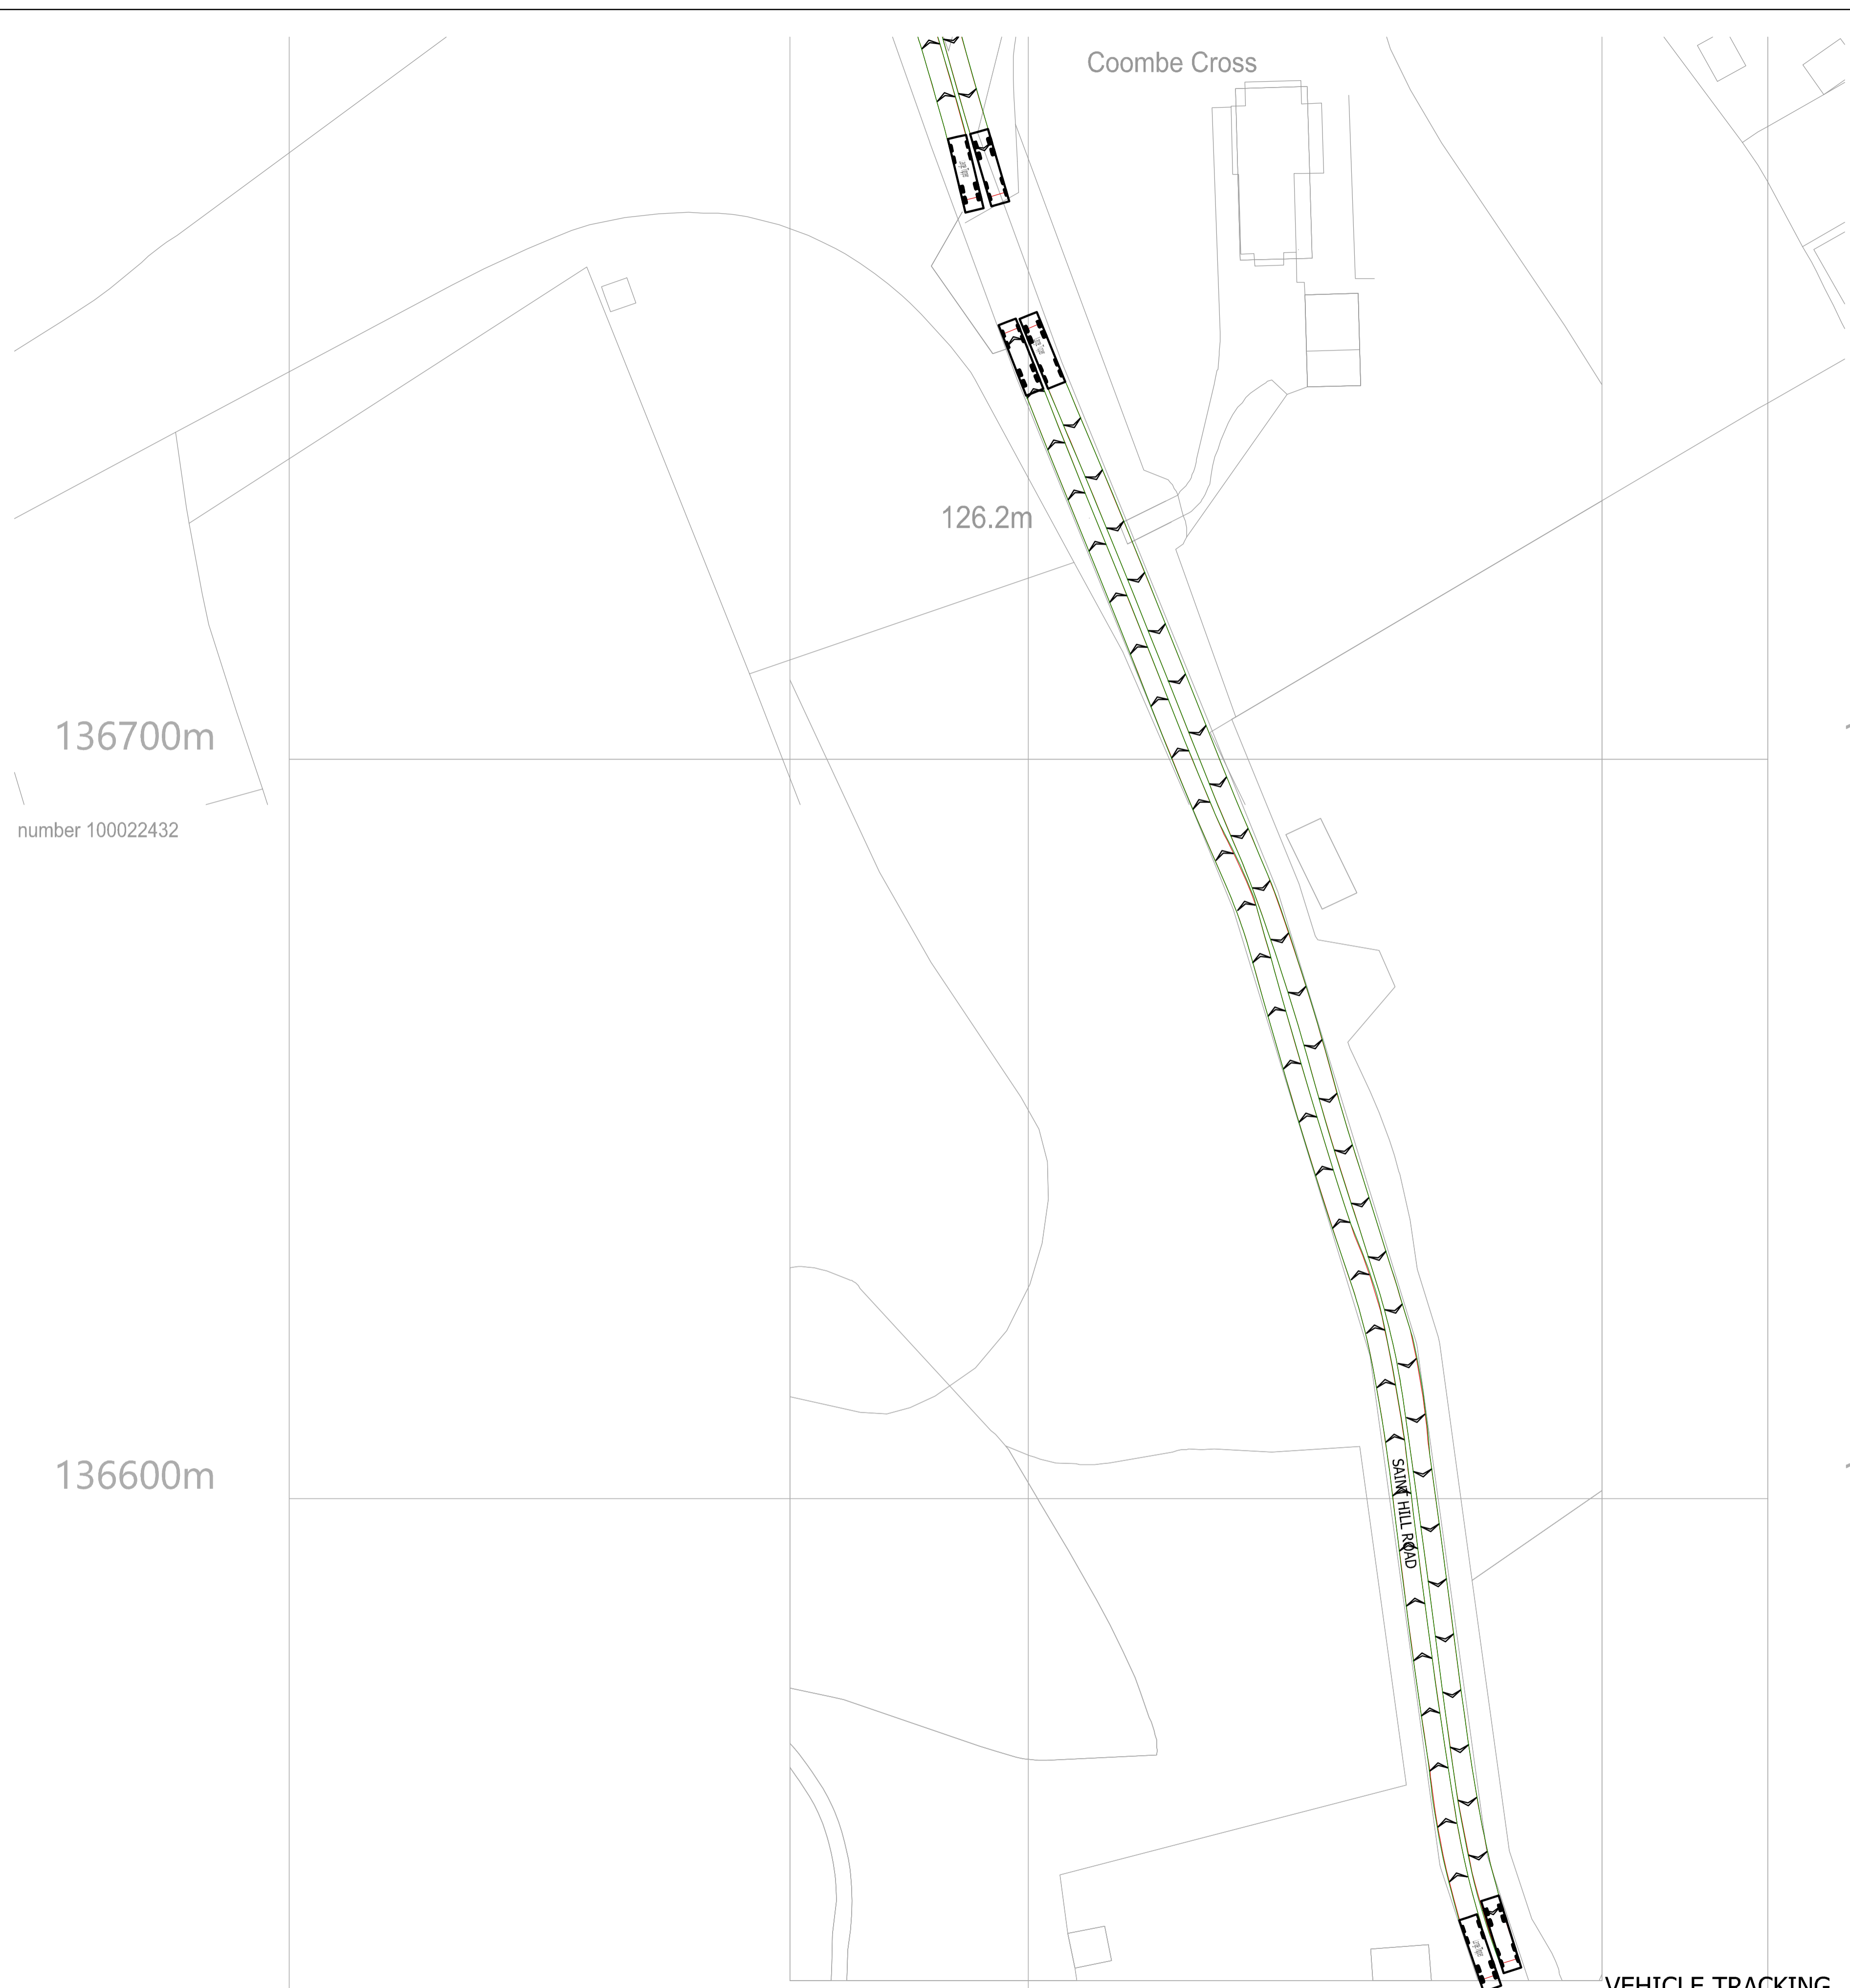 Coombe Cross
126.2m
136700m
number 100022432
136600m
SAINT HILL ROAD
VEHICLE TRACKING